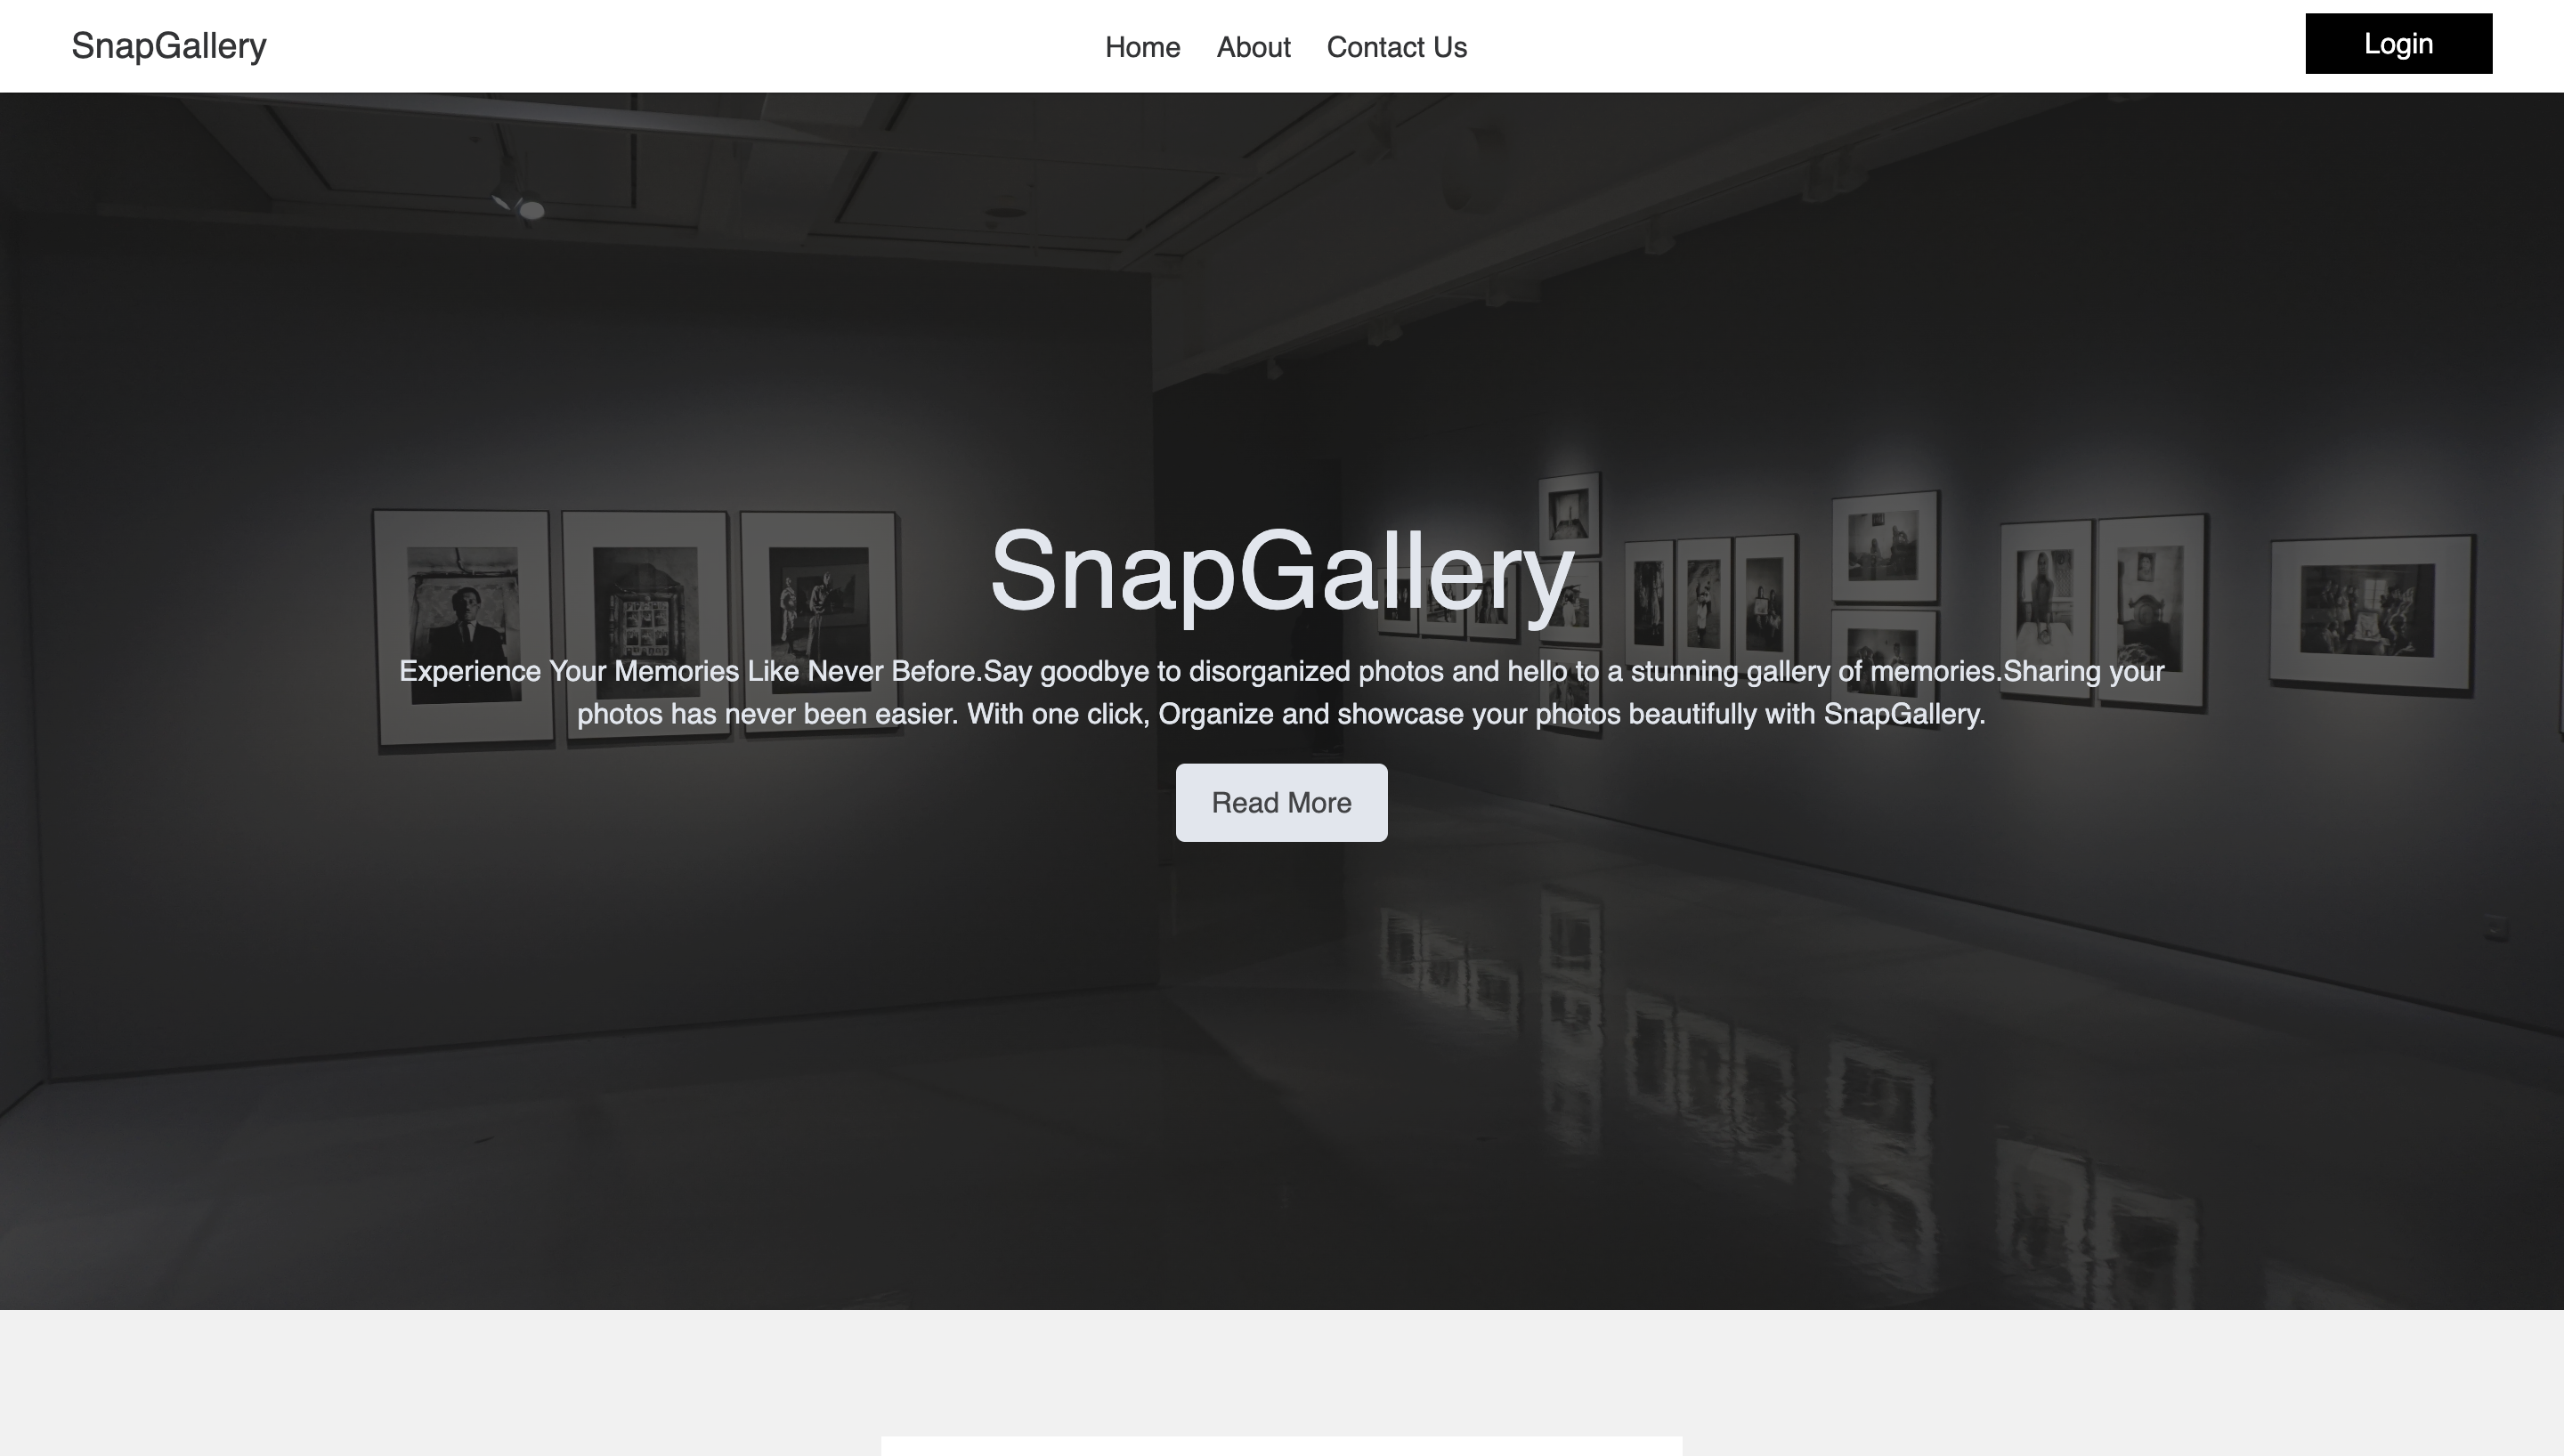 SnapGallery
Home About Contact Us
Login
SnapGallery
Experience Your Memories Like Never Before.Say goodbye to disorganized photos and hello to a stunning gallery of memories.Sharing your
photos has never been easier. With one click, Organize and showcase your photos beautifully with SnapGallery.
Read More